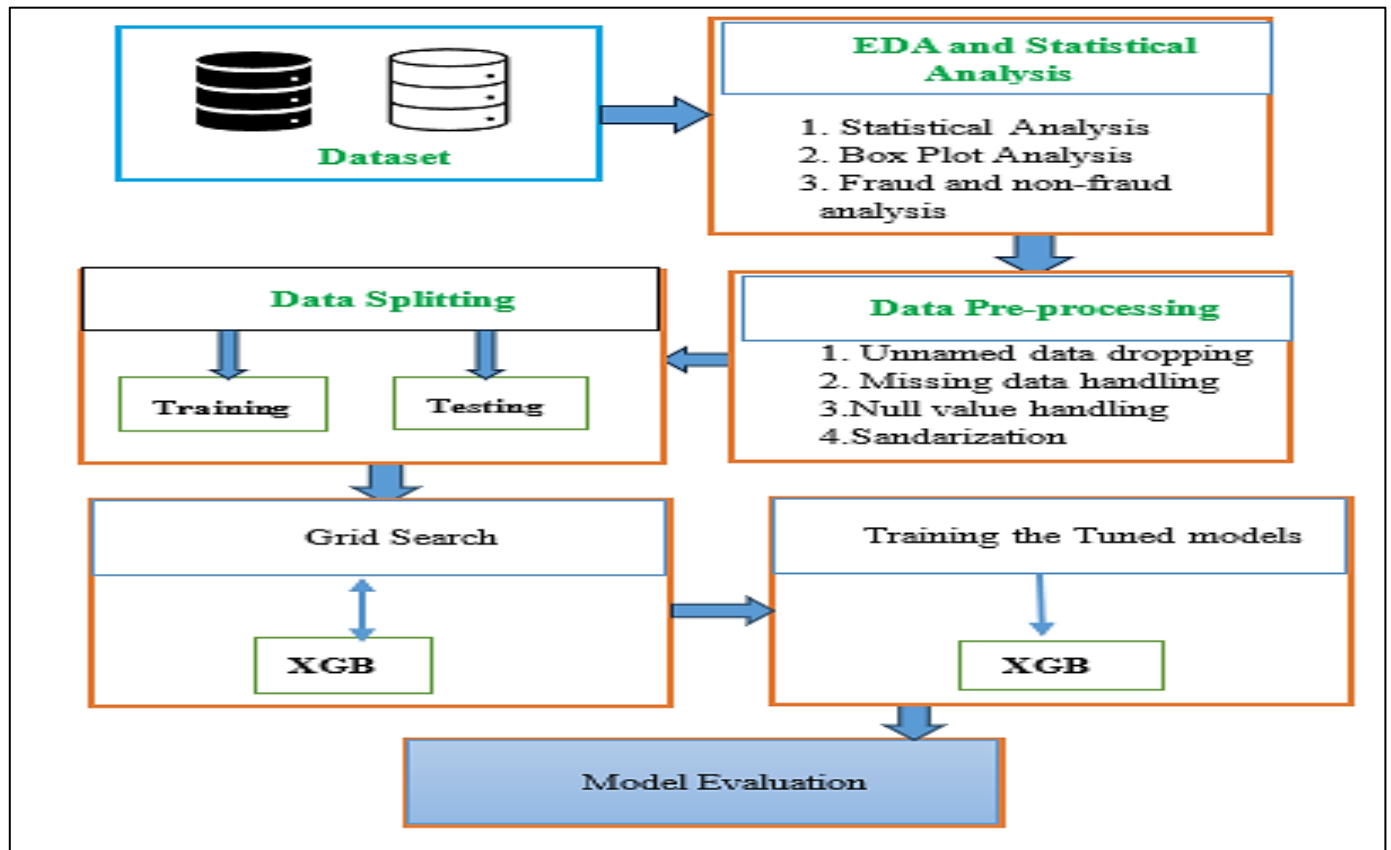 Dataset
EDA and Statistical
Analysis
1. Statistical Analysis
2. Box Plot Analysis
3. Fraud and non-fraud
analysis
Data Pre-processing
1. Unnamed data dropping
2. Missing data handling
3.Null value handling
4.Sandarization
Data Splitting
Training
Testing
Grid Search
XGB
Training the Tuned models
XGB
Model Evaluation